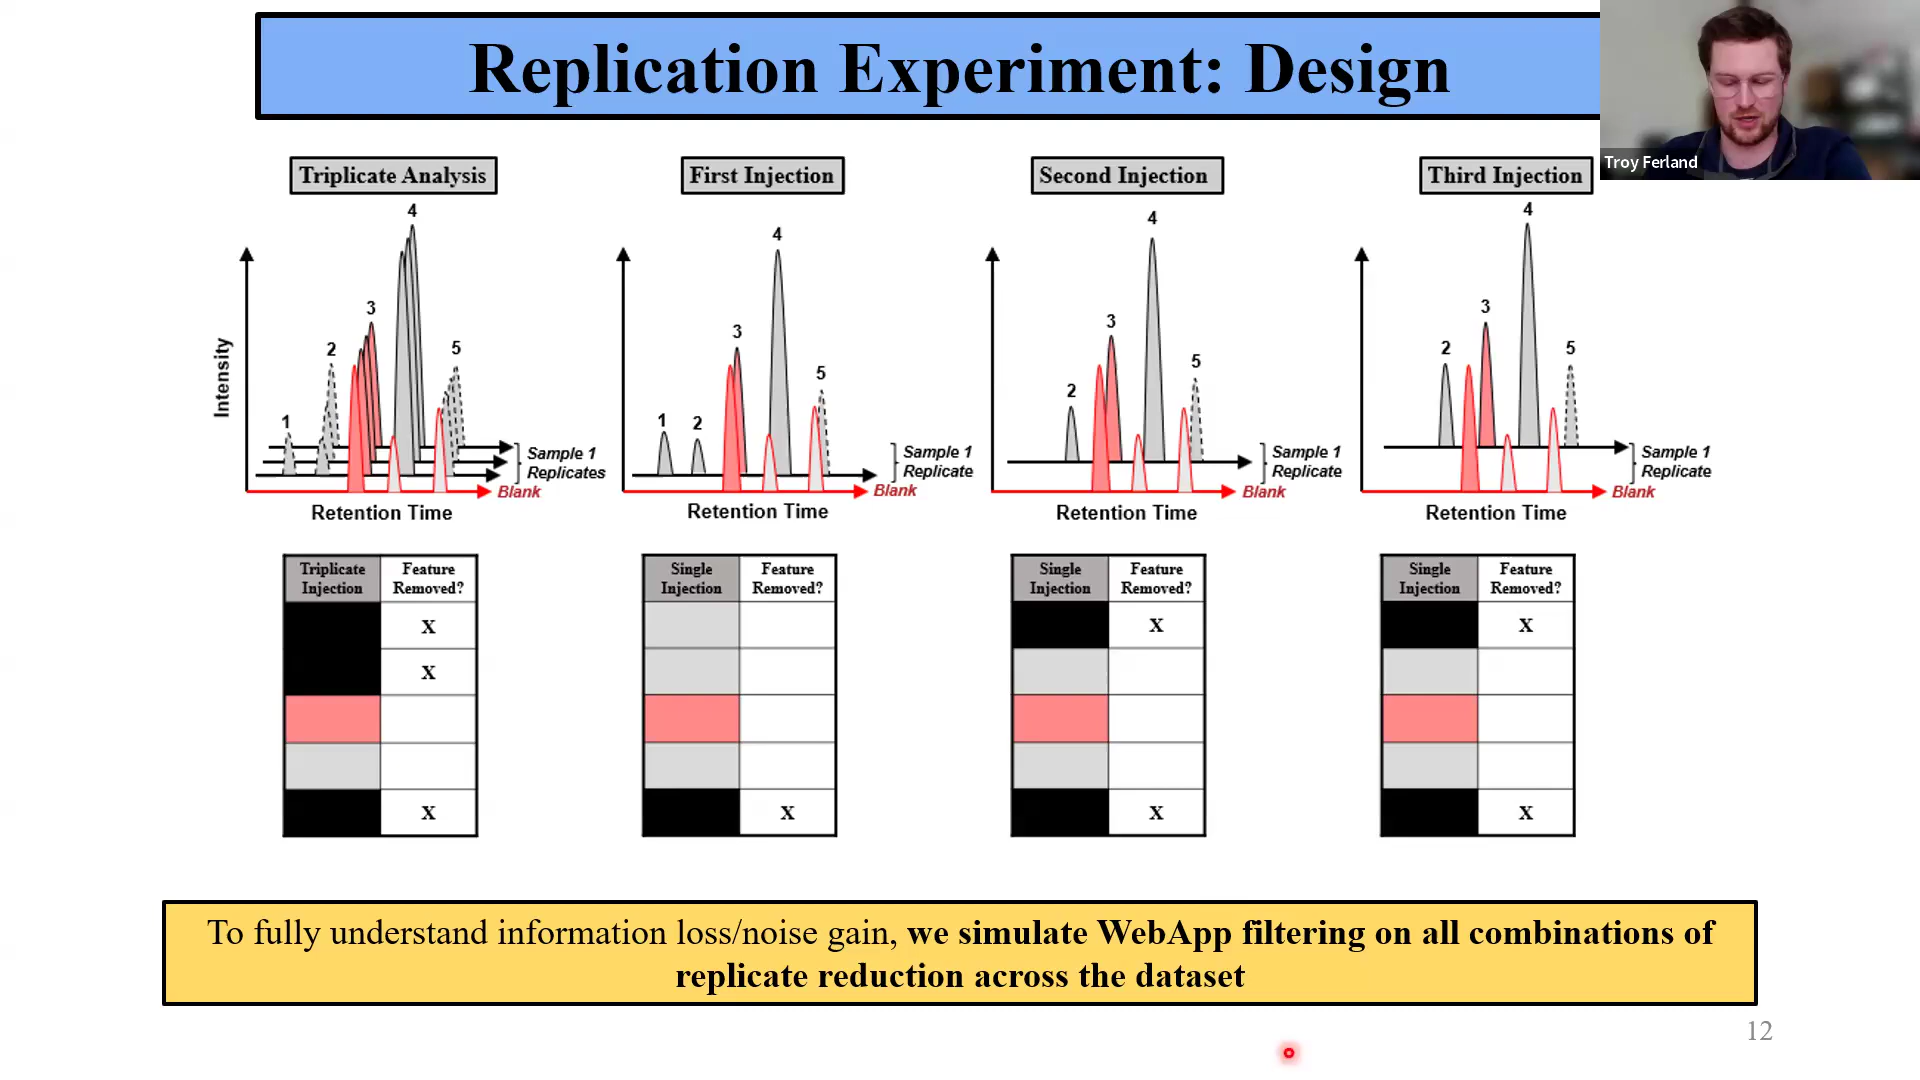 Replication Experiment: Design
Troy Ferland
Triplicate Analysis
First Injection
Second Injection
Third Injection
Intensity
1
2
3
4
5
Sample 1
Replicates
Blank
Retention Time
1
2
3
4
5
Sample 1
Replicate
Blank
Retention Time
2
3
4
5
Sample 1
Replicate
Blank
Retention Time
2
3
4
5
Sample 1
Replicate
Blank
Retention Time
Triplicate Injection
Feature Removed?
X
X
X
Single Injection
Feature Removed?
X
Single Injection
Feature Removed?
X
X
Single Injection
Feature Removed?
X
X
To fully understand information loss/noise gain, we simulate WebApp filtering on all combinations of
replicate reduction across the dataset
12